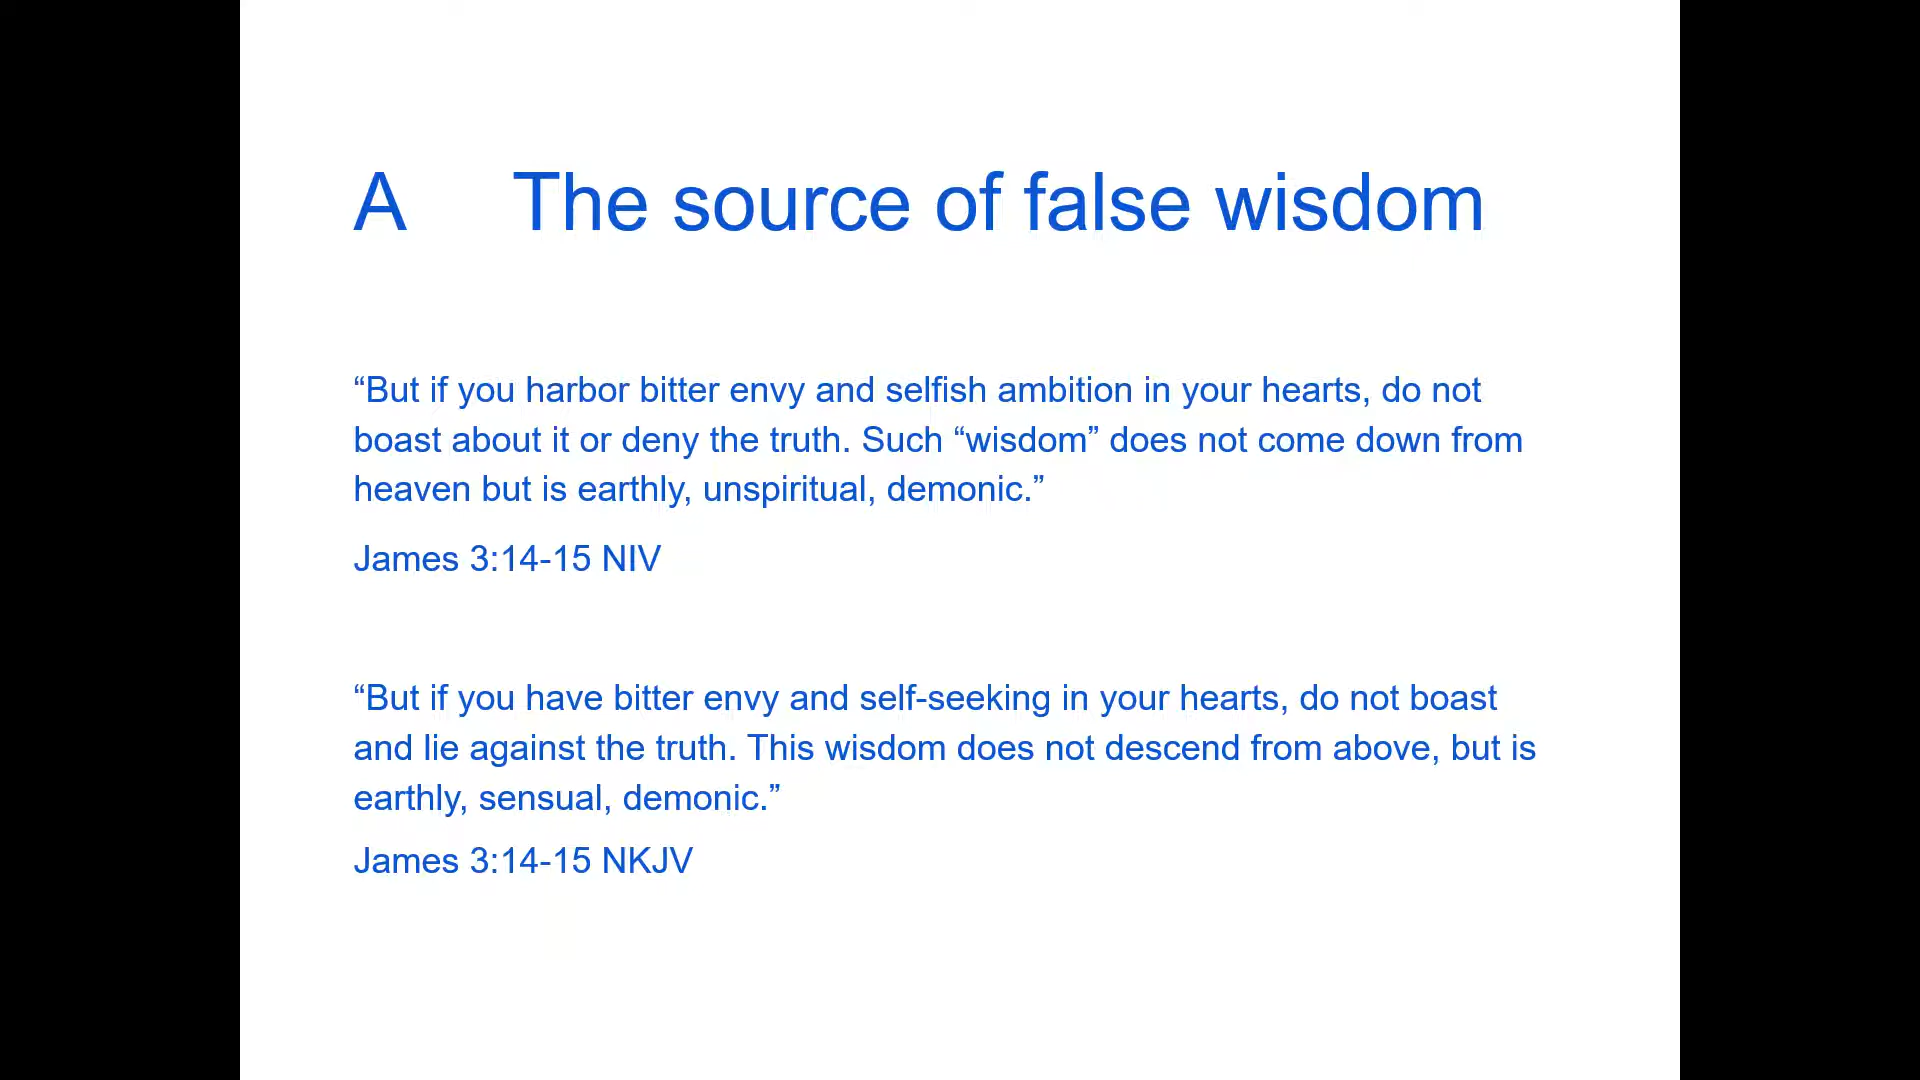 A The source of false wisdom
“But if you harbor bitter envy and selfish ambition in your hearts, do not
boast about it or deny the truth. Such “wisdom” does not come down from
heaven but is earthly, unspiritual, demonic.”
James 3:14-15 NIV
“But if you have bitter envy and self-seeking in your hearts, do not boast
and lie against the truth. This wisdom does not descend from above, but is
earthly, sensual, demonic.”
James 3:14-15 NKJV